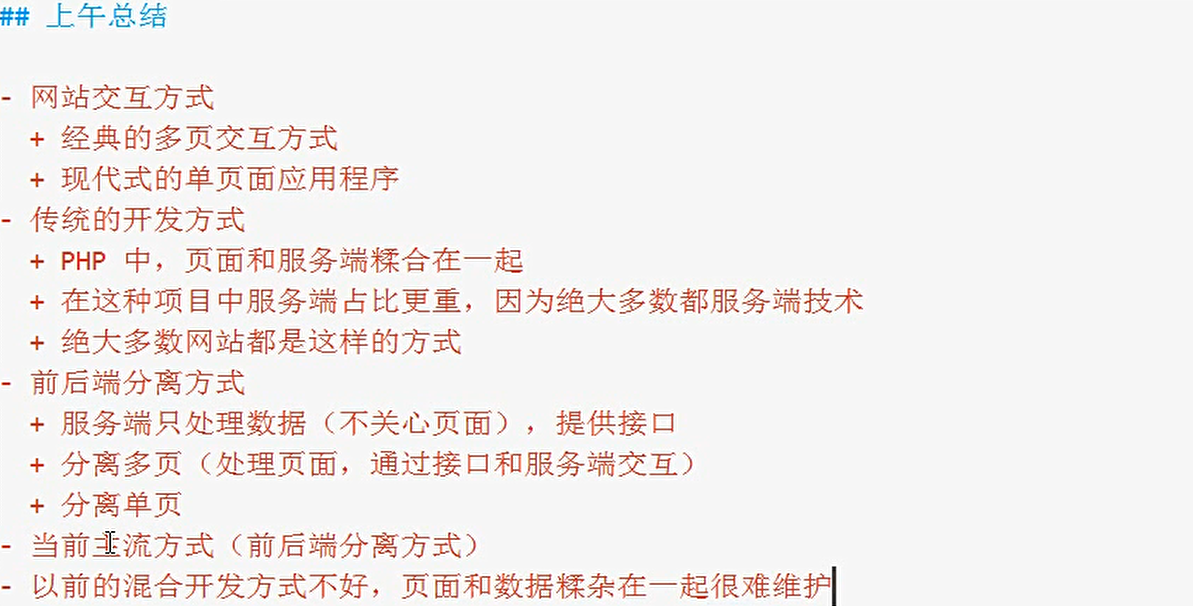 ## 上午总结
- 网站交互方式
+ 经典的多页交互方式
+ 现代式的单页面应用程序
- 传统的开发方式
+ PHP 中，页面和服务端糅合在一起
+ 在这种项目中服务端占比更重，因为绝大多数都服务端技术
+ 绝大多数网站都是这样的方式
- 前后端分离方式
+ 服务端只处理数据（不关心页面），提供接口
+ 分离多页（处理页面，通过接口和服务端交互）
+ 分离单页
- 当前主流方式（前后端分离方式）
- 以前的混合开发方式不好，页面和数据糅杂在一起很难维护